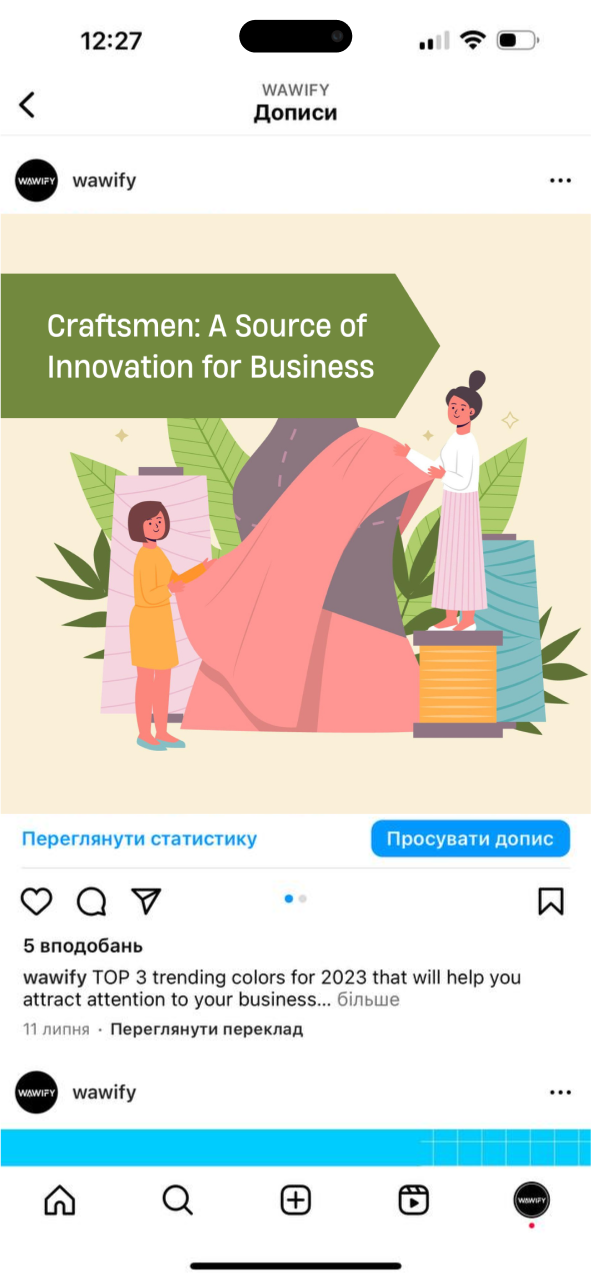 12:27
WAWIFY
Дописи
WAWIFY
wawify
Craftsmen: A Source of
Innovation for Business
Переглянути статистику
Просувати допис
5 вподобань
wawify TOP 3 trending colors for 2023 that will help you
attract attention to your business... більше
11 липня · Переглянути переклад
WAWIFY
wawify
WAWIFY